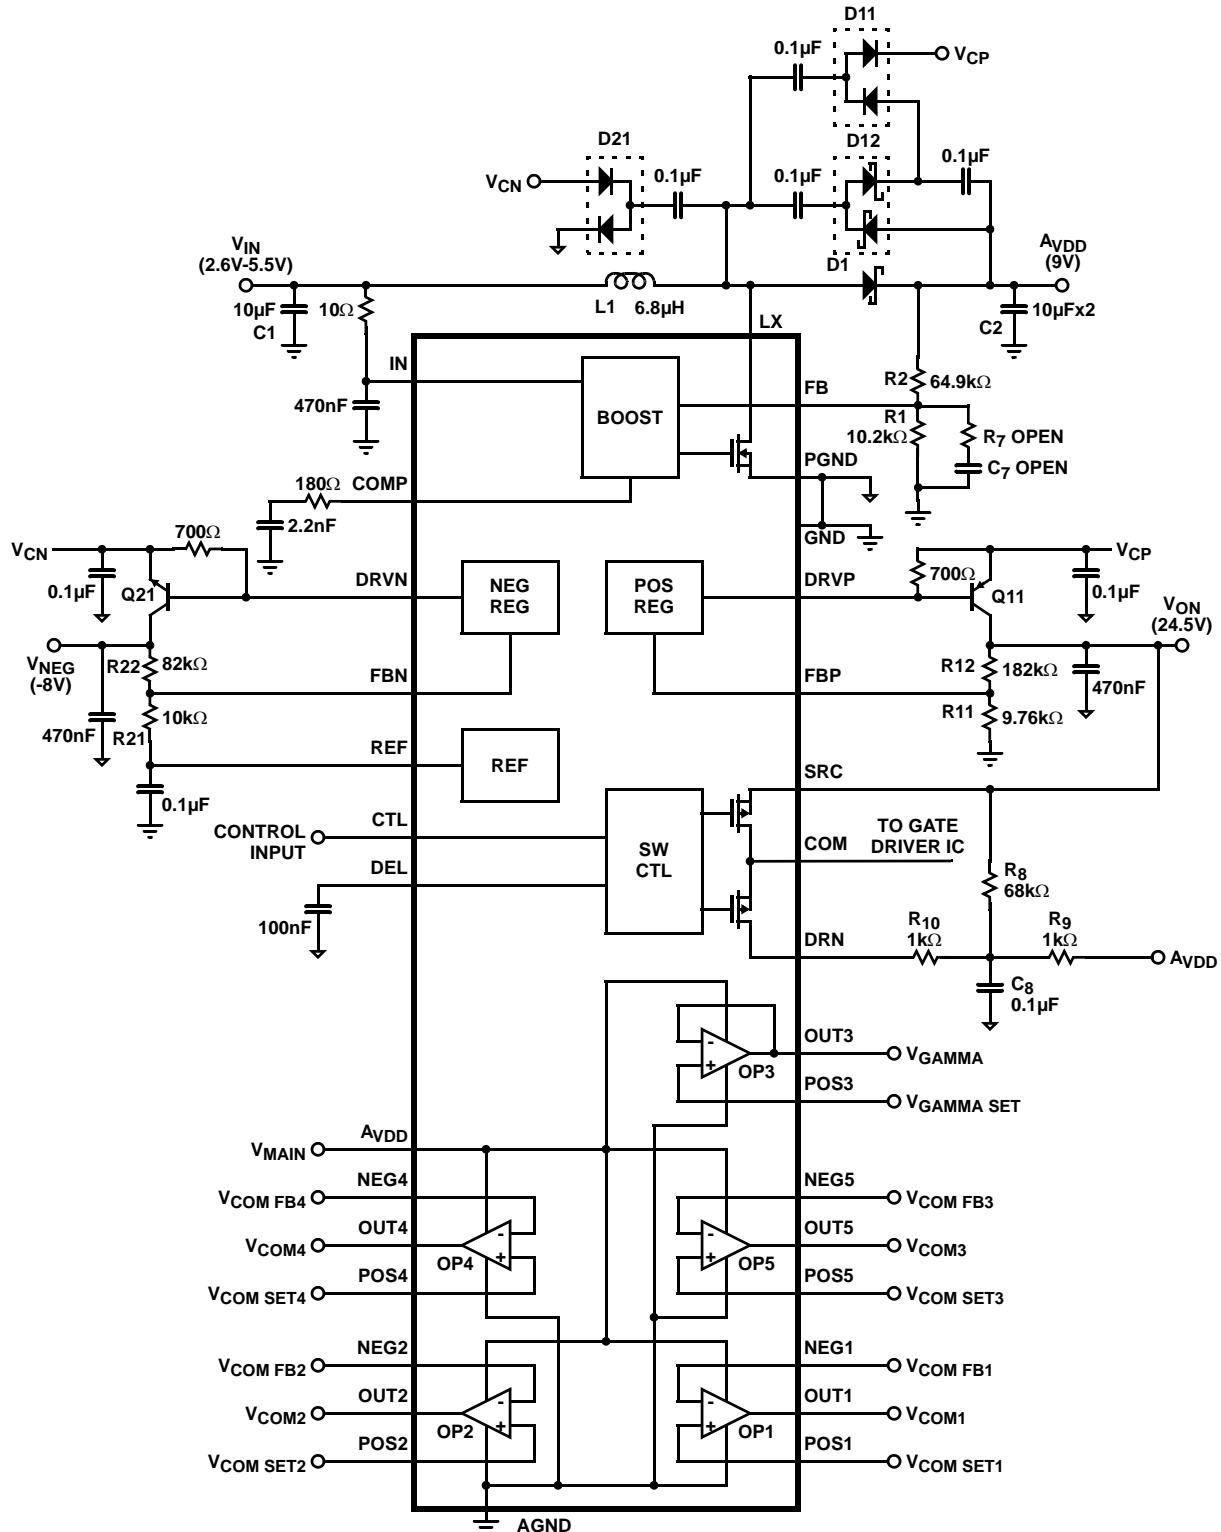 D11
0.1µF
VCP
D12
D21
0.1µF
0.1µF
0.1µF
VCN
VIN
(2.6V-5.5V)
D1
AVDD
(9V)
10µF
C1
10Ω
L1
6.8µH
LX
C2
10µFx2
IN
470nF
BOOST
FB
R2
64.9kΩ
R1
10.2kΩ
R7 OPEN
C7 OPEN
PGND
GND
180Ω
COMP
2.2nF
700Ω
VCN
0.1µF
Q21
DRVN
NEG
REG
POS
REG
DRVP
700Ω
Q11
VCP
0.1µF
VON
(24.5V)
VNEG
(-8V)
R22
82kΩ
FBN
FBP
R12
182kΩ
470nF
470nF
R21
10kΩ
R11
9.76kΩ
REF
REF
0.1µF
SRC
CONTROL
INPUT
CTL
SW
CTL
COM
TO GATE
DRIVER IC
DEL
100nF
R8
68kΩ
DRN
R10
1kΩ
R9
1kΩ
AVDD
C8
0.1µF
-
+
OP3
OUT3
VGAMMA
POS3
VGAMMA SET
VMAIN
AVDD
VCOM FB4
NEG4
NEG5
VCOM FB3
VCOM4
OUT4
-
+
OP4
-
+
OP5
OUT5
VCOM3
VCOM SET4
POS4
POS5
VCOM SET3
VCOM FB2
NEG2
NEG1
VCOM FB1
VCOM2
OUT2
-
+
OP2
-
+
OP1
OUT1
VCOM1
VCOM SET2
POS2
POS1
VCOM SET1
AGND